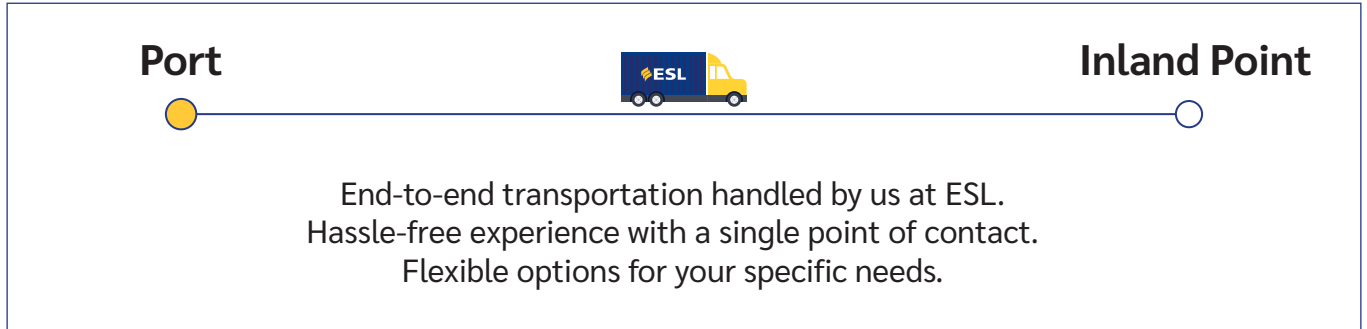 Port
Inland Point
ESL
End-to-end transportation handled by us at ESL.
Hassle-free experience with a single point of contact.
Flexible options for your specific needs.